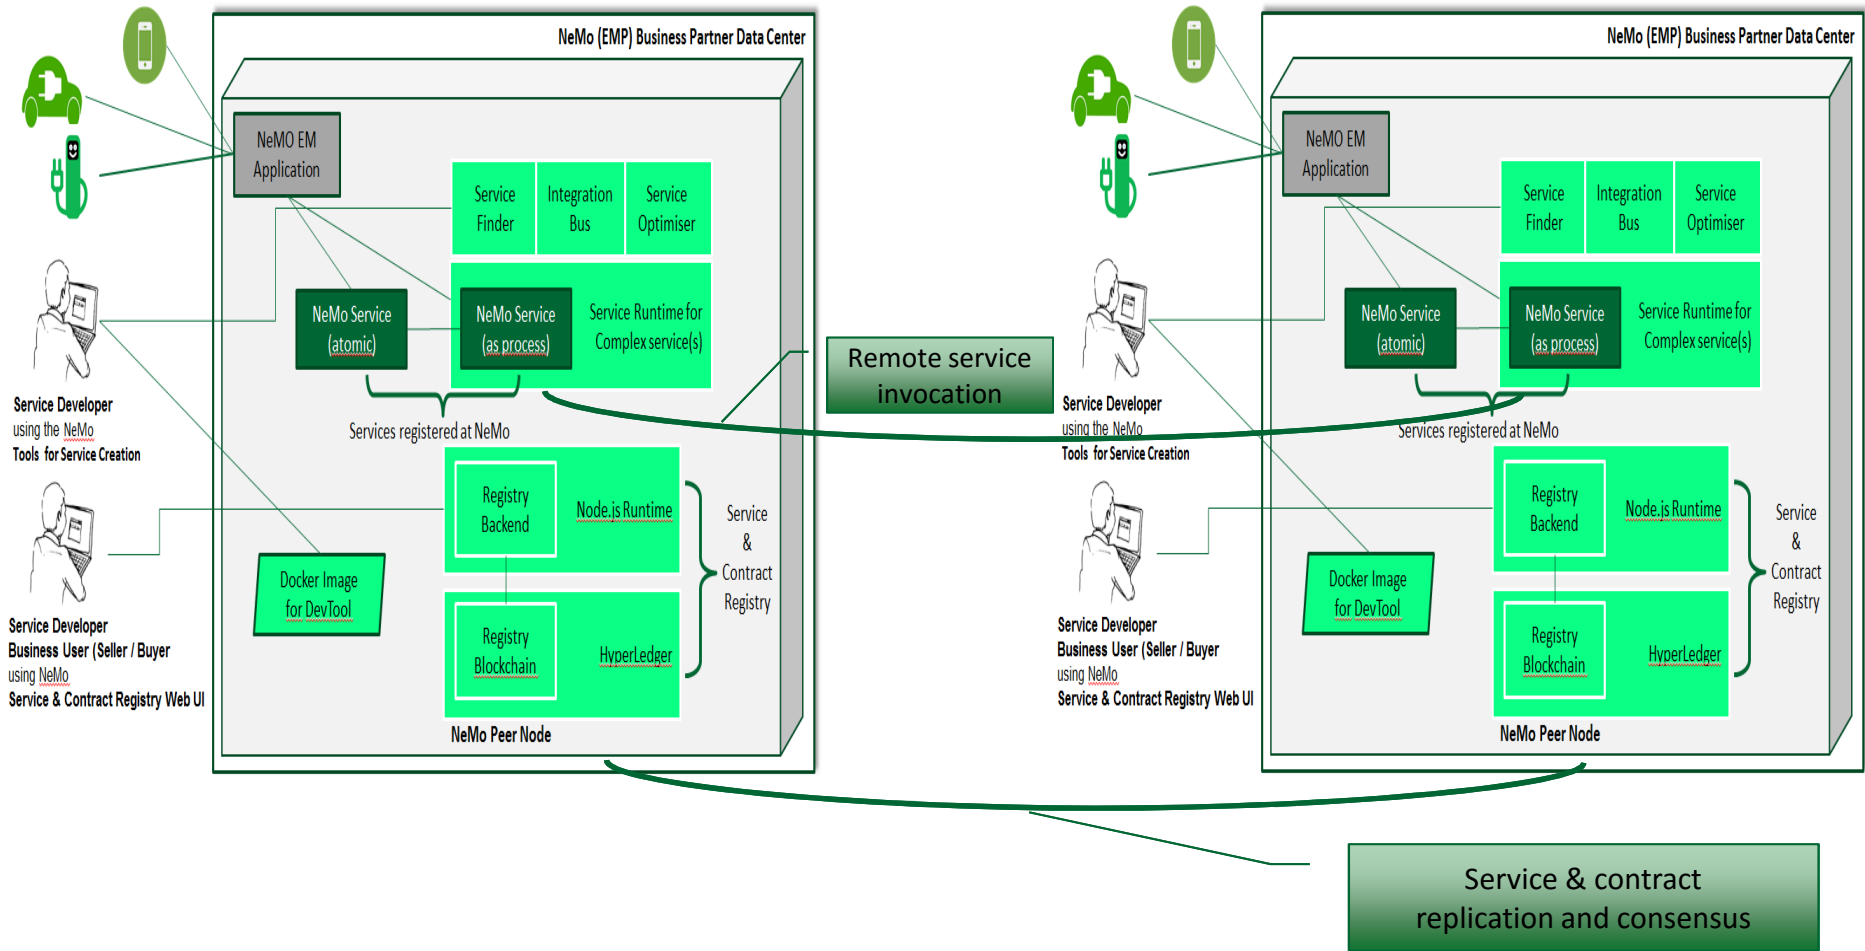 NeMo (EMP) Business Partner Data Center
NeMO EM
Application
Service
Finder
Integration
Bus
Service
Optimiser
NeMo Service
(atomic)
NeMo Service
(as process)
Service Runtime for
Complex service(s)
Services registered at NeMo
Service Developer
using the NeMo
Tools for Service Creation
Registry
Backend
Node.js Runtime
Service
&
Contract
Registry
Docker Image
for DevTool
Registry
Blockchain
HyperLedger
Service Developer
Business User (Seller / Buyer
using NeMo
Service & Contract Registry Web UI
NeMo Peer Node
Remote service
invocation
NeMo (EMP) Business Partner Data Center
NeMO EM
Application
Service
Finder
Integration
Bus
Service
Optimiser
NeMo Service
(atomic)
NeMo Service
(as process)
Service Runtime for
Complex service(s)
Services registered at NeMo
Service Developer
using the NeMo
Tools for Service Creation
Registry
Backend
Node.js Runtime
Service
&
Contract
Registry
Docker Image
for DevTool
Registry
Blockchain
HyperLedger
Service Developer
Business User (Seller / Buyer
using NeMo
Service & Contract Registry Web UI
NeMo Peer Node
Service & contract
replication and consensus